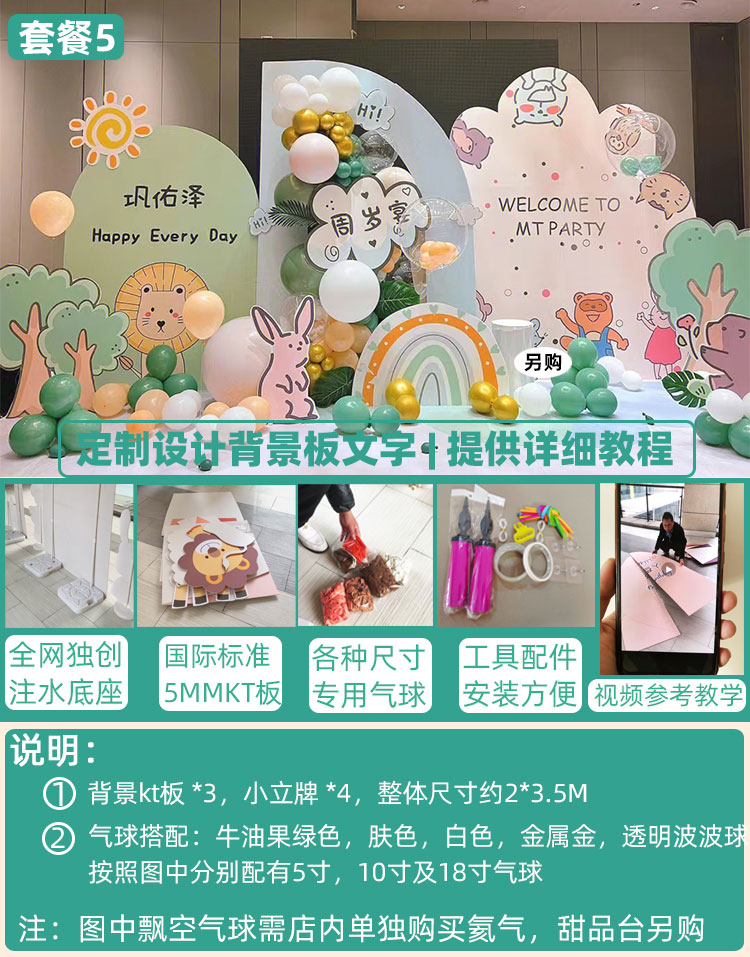 套餐5
Hi!
巩佑泽
周岁宴
Hi!
Happy Every Day
WELCOME TO
MT PARTY
另购
定制设计背景板文字 | 提供详细教程
全网独创
注水底座
国际标准
5MMKT板
各种尺寸
专用气球
工具配件
安装方便
视频参考教学
说明：
① 背景kt板 *3，小立牌 *4，整体尺寸约2*3.5M
② 气球搭配：牛油果绿色，肤色，白色，金属金，透明波波球
按照图中分别配有5寸，10寸及18寸气球
注：图中飘空气球需店内单独购买氦气，甜品台另购